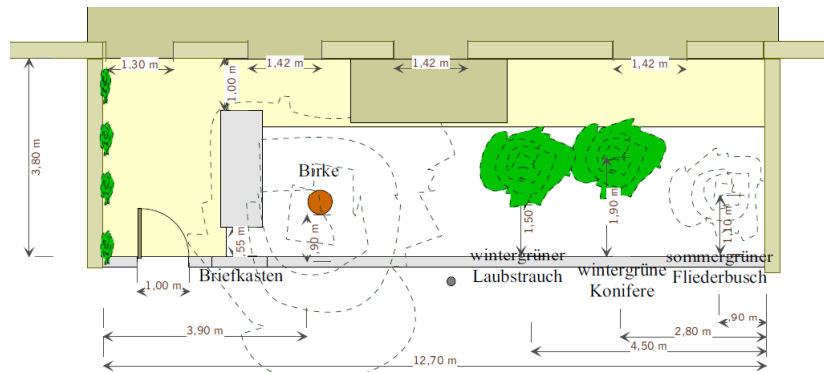 1.30 m
1,42 m
1,42 m
1,42 m
1,00 m
3,80 m
Birke
1,50 m
1,90 m
1,10 m
,55 m
,90 m
wintergrüner
Laubstrauch
wintergrüne
Konifere
sommergrüner
Fliederbusch
Briefkasten
1,00 m
,90 m
3,90 m
2,80 m
4,50 m
12,70 m